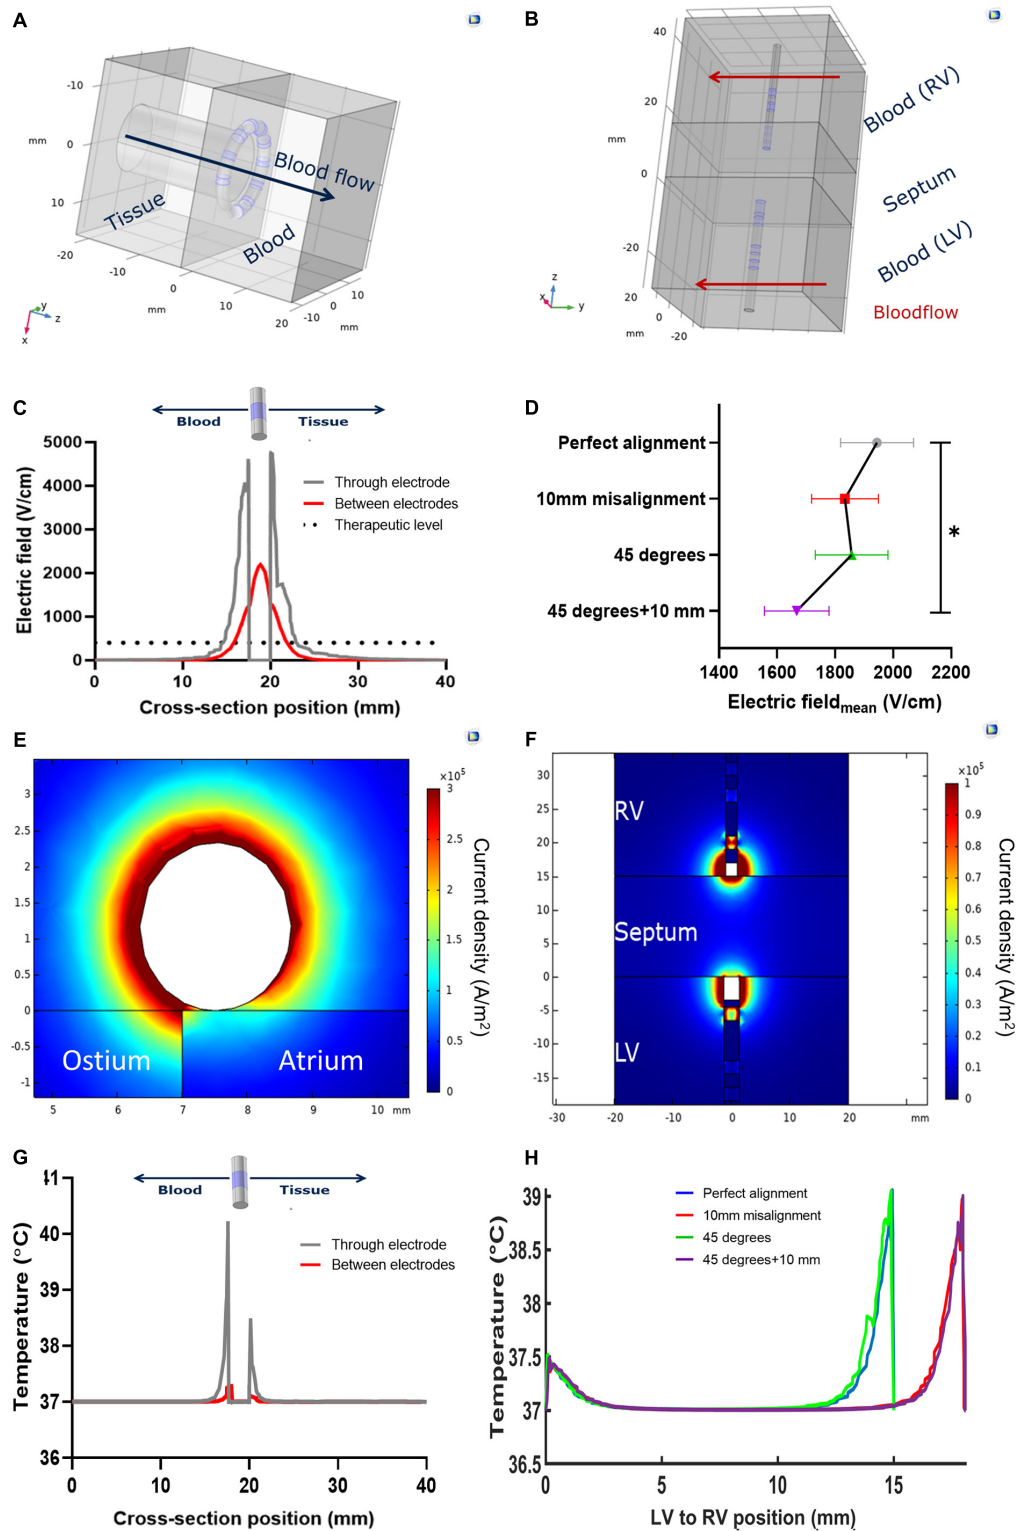 A
-10
mm
0
10
20
-20
-10
0
10
20
mm
10
0
-10
mm
Tissue
Blood
Blood flow
y
z
x
B
40
20
mm
0
-20
20
0
-20
mm
Blood (RV)
Septum
Blood (LV)
Bloodflow
z
x
y
C
Blood
Tissue
5000
4000
3000
2000
1000
0
Electric field (V/cm)
Through electrode
Between electrodes
Therapeutic level
0
10
20
30
40
Cross-section position (mm)
D
Perfect alignment
10mm misalignment
45 degrees
45 degrees+10 mm
*
1400
1600
1800
2000
2200
Electric fieldmean (V/cm)
E
3
2.5
2
1.5
1
0.5
0
-0.5
-1
Ostium
Atrium
5
6
7
8
9
10
mm
×10⁵
3
2.5
2
1.5
1
0.5
0
Current density (A/m²)
F
30
25
20
15
10
5
0
-5
-10
-15
RV
Septum
LV
-30
-20
-10
0
10
20
mm
×10⁵
1
0.9
0.8
0.7
0.6
0.5
0.4
0.3
0.2
0.1
0
Current density (A/m²)
G
Blood
Tissue
41
40
39
38
37
36
Temperature (°C)
Through electrode
Between electrodes
0
10
20
30
40
Cross-section position (mm)
H
39
38.5
38
37.5
37
36.5
Temperature (°C)
Perfect alignment
10mm misalignment
45 degrees
45 degrees+10 mm
0
5
10
15
LV to RV position (mm)